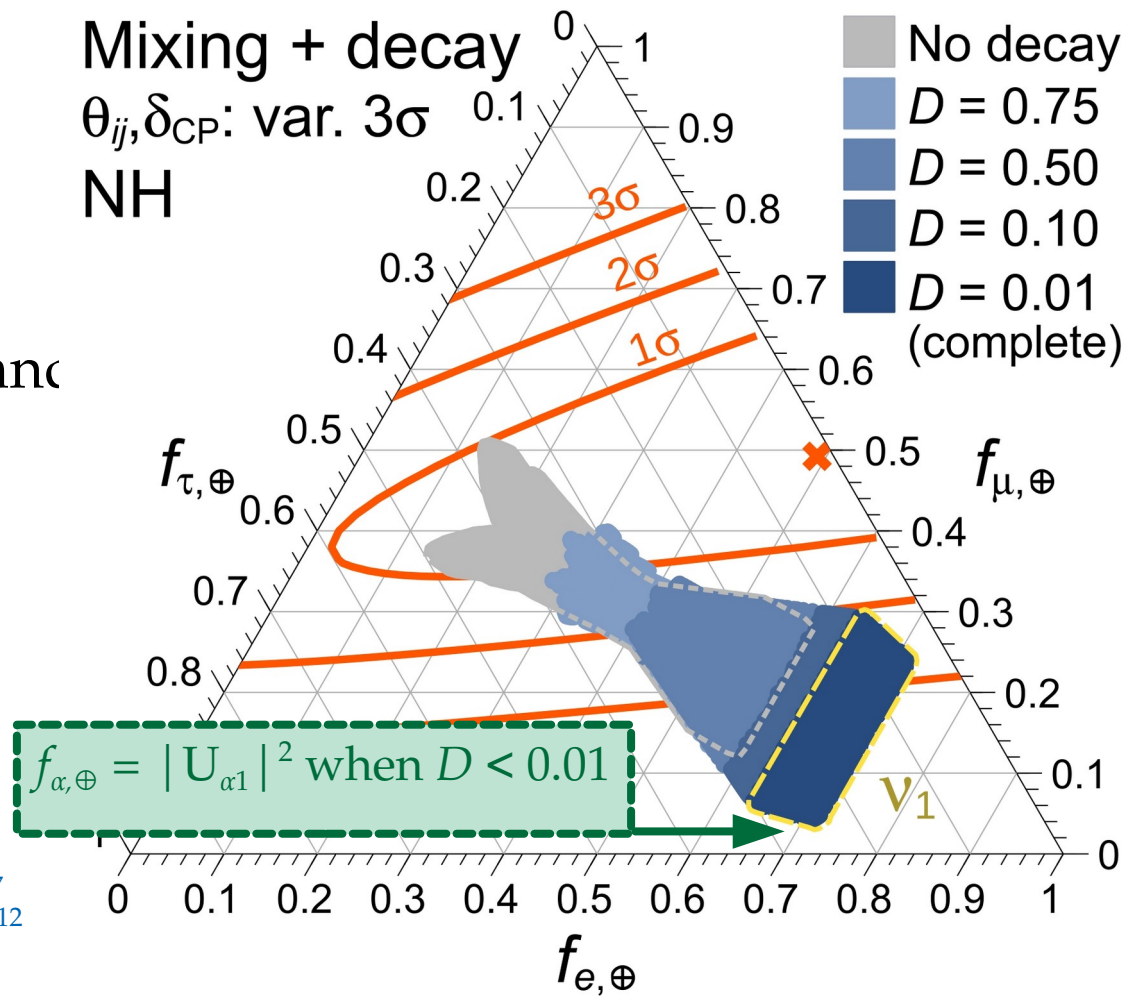 Mixing + decay
θij,δCP: var. 3σ
NH
No decay
D = 0.75
D = 0.50
D = 0.10
D = 0.01
(complete)
0
0.1
0.2
0.3
0.4
0.5
0.6
0.7
0.8
fτ,⊕
1
0.9
0.8
0.7
0.6
0.5
0.4
0.3
0.2
0.1
0
fμ,⊕
3σ
2σ
1σ
ν1
fα,⊕ = |Uα1|² when D < 0.01
0 0.1 0.2 0.3 0.4 0.5 0.6 0.7 0.8 0.9 1
fe,⊕
12